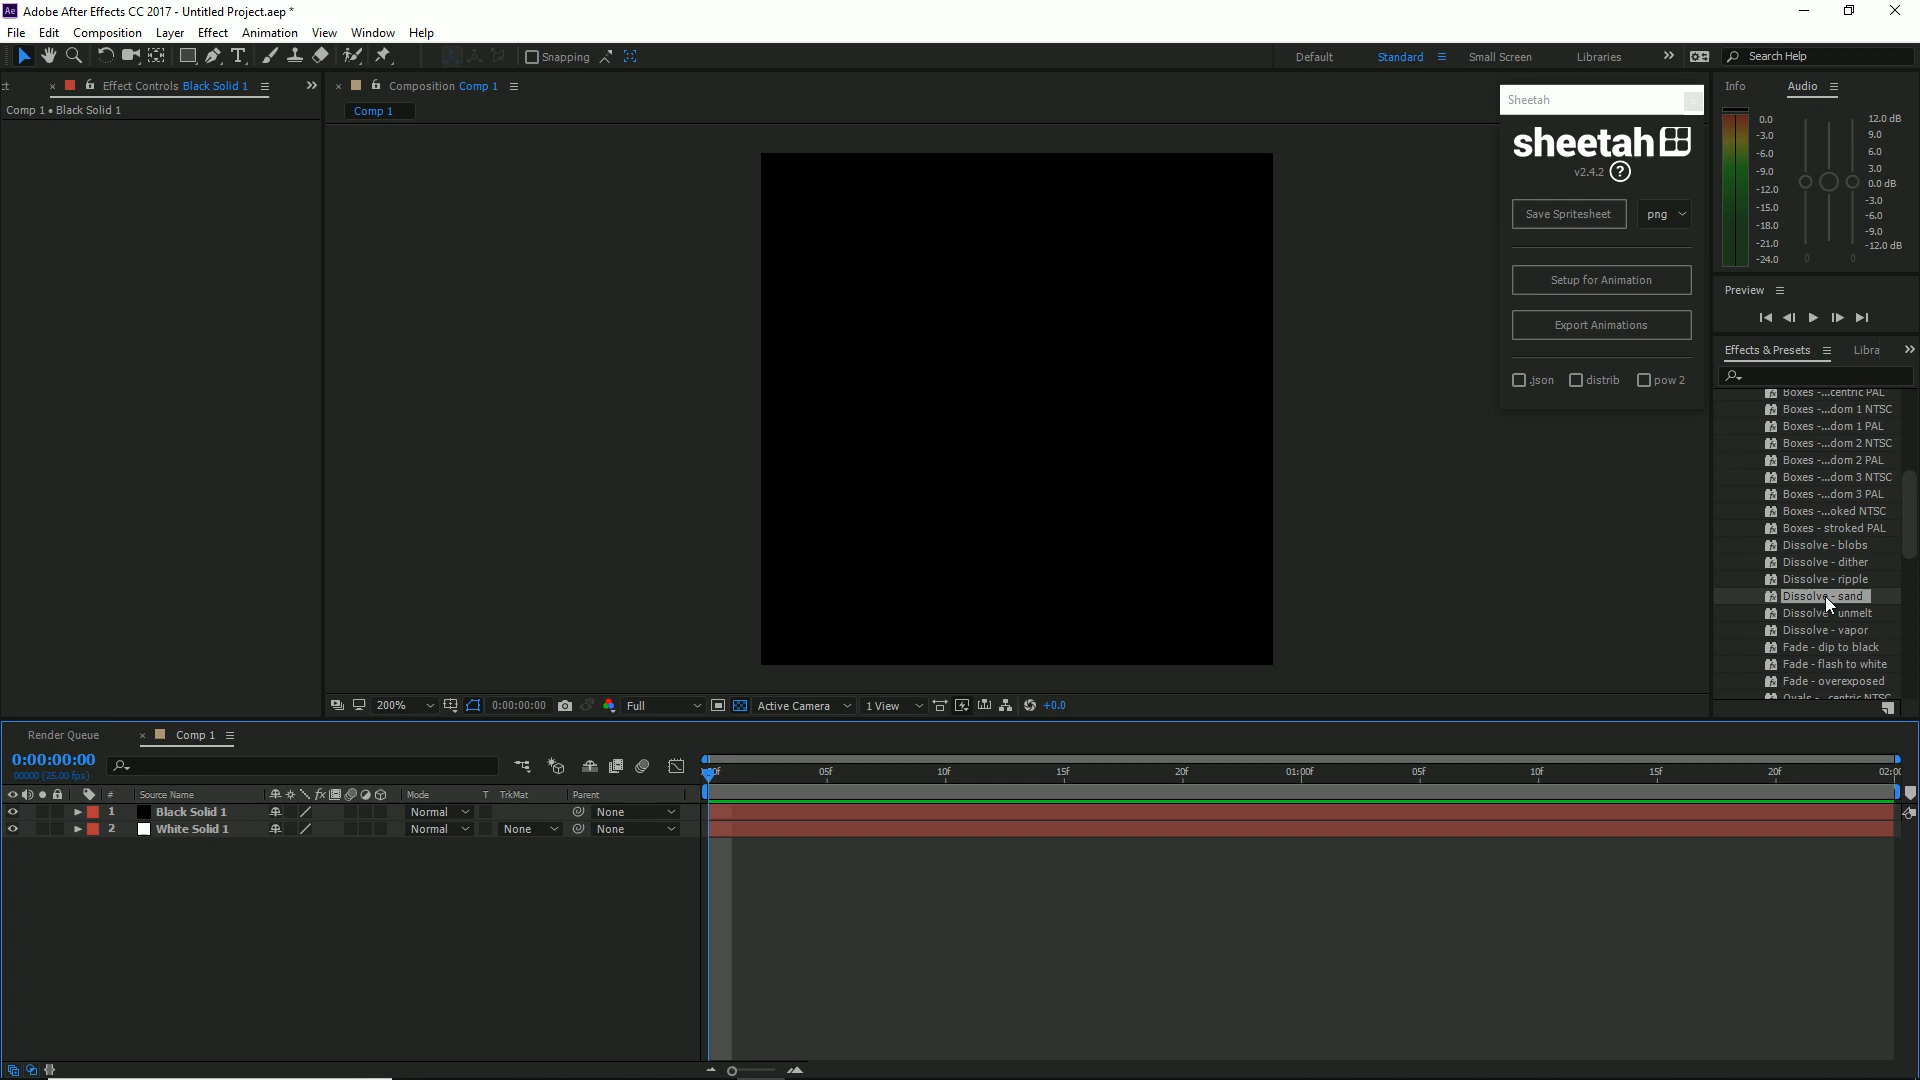 Ae Adobe After Effects CC 2017 - Untitled Project.aep *
File Edit Composition Layer Effect Animation View Window Help
Snapping Default Standard Small Screen Libraries Search Help
Effect Controls Black Solid 1
Comp 1 • Black Solid 1
Composition Comp 1
Comp 1
Sheetah
sheetah
v2.4.2 ?
Save Spritesheet png
Setup for Animation
Export Animations
.json distrib pow 2
Info Audio
0.0 12.0 dB
-3.0 9.0
-6.0 6.0
-9.0 3.0
-12.0 0.0 dB
-15.0 -3.0
-18.0 -6.0
-21.0 -9.0
-24.0 0 0 -12.0 dB
Preview
Effects & Presets Libra
Boxes -...centric PAL
Boxes -...dom 1 NTSC
Boxes -...dom 1 PAL
Boxes -...dom 2 NTSC
Boxes -...dom 2 PAL
Boxes -...dom 3 NTSC
Boxes -...dom 3 PAL
Boxes -...oked NTSC
Boxes - stroked PAL
Dissolve - blobs
Dissolve - dither
Dissolve - ripple
Dissolve - sand
Dissolve - unmelt
Dissolve - vapor
Fade - dip to black
Fade - flash to white
Fade - overexposed
Ovals -...centric NTSC
200% 0:00:00:00 Full Active Camera 1 View +0.0
Render Queue Comp 1
0:00:00:00
00000 (25.00 fps)
05f 10f 15f 20f 01:00f 05f 10f 15f 20f 02:0
# Source Name fx Mode T TrkMat Parent
1 Black Solid 1 Normal None
2 White Solid 1 Normal None None